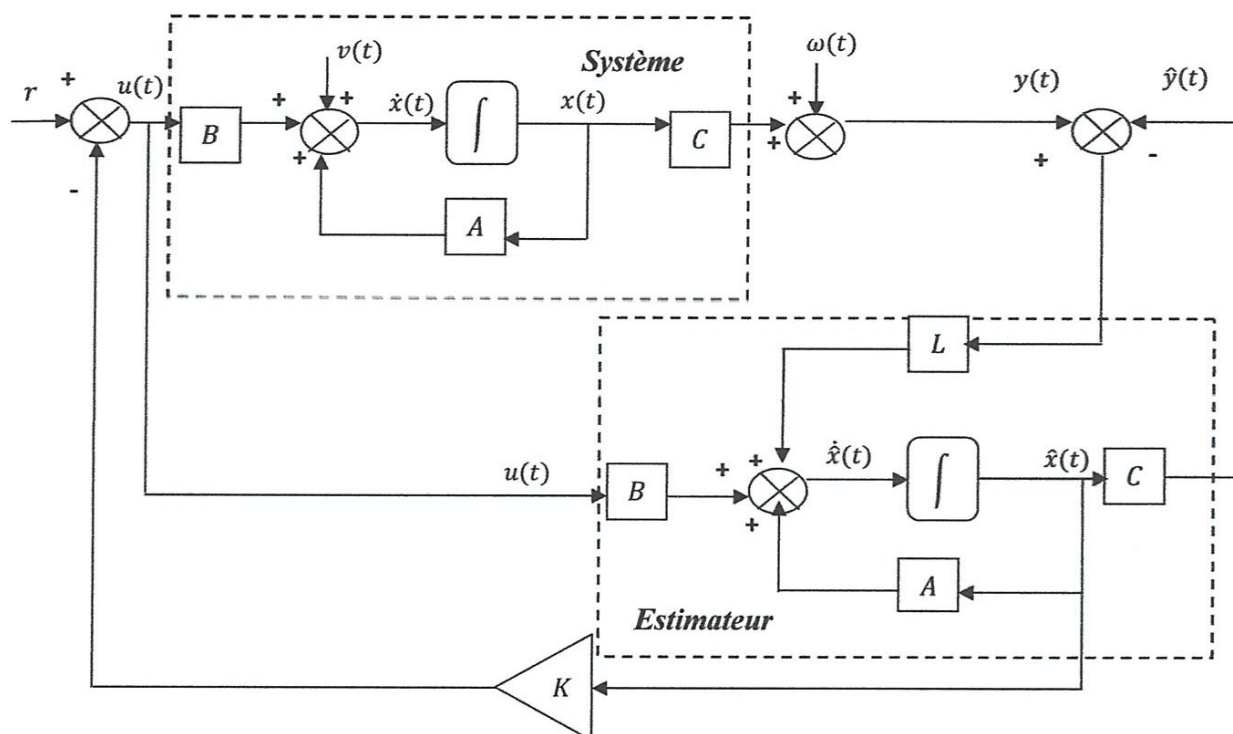 v(t)
ω(t)
Système
r
+
u(t)
+
+
ẋ(t)
∫
x(t)
+
y(t)
ŷ(t)
B
+
C
+
+
-
-
A
L
u(t)
B
+
+
x̂̇(t)
∫
x̂(t)
C
+
A
Estimateur
K